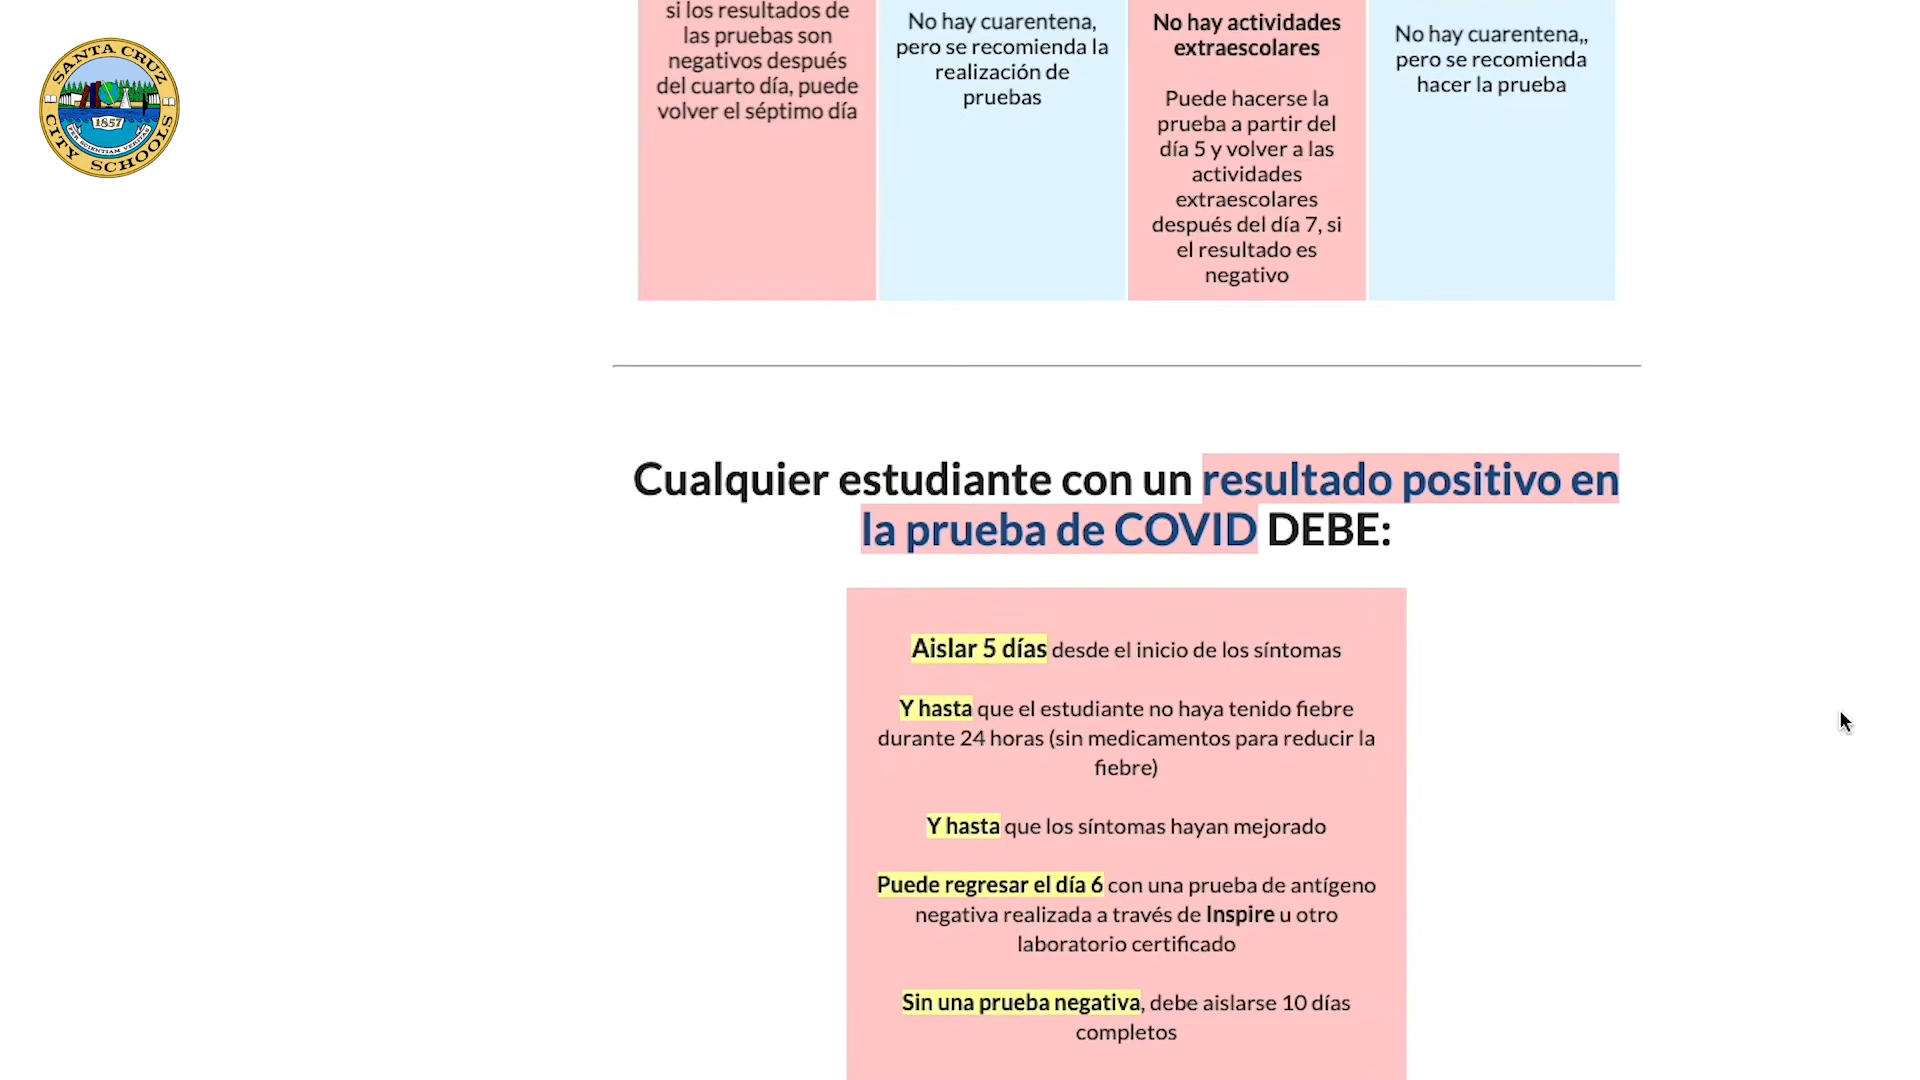 SANTA CRUZ
1857
CITY SCHOOLS
si los resultados de
las pruebas son
negativos después
del cuarto día, puede
volver el séptimo día
No hay cuarentena,
pero se recomienda la
realización de
pruebas
No hay actividades
extraescolares
Puede hacerse la
prueba a partir del
día 5 y volver a las
actividades
extraescolares
después del día 7, si
el resultado es
negativo
No hay cuarentena,,
pero se recomienda
hacer la prueba
Cualquier estudiante con un resultado positivo en
la prueba de COVID DEBE:
Aislar 5 días desde el inicio de los síntomas
Y hasta que el estudiante no haya tenido fiebre
durante 24 horas (sin medicamentos para reducir la
fiebre)
Y hasta que los síntomas hayan mejorado
Puede regresar el día 6 con una prueba de antígeno
negativa realizada a través de Inspire u otro
laboratorio certificado
Sin una prueba negativa, debe aislarse 10 días
completos